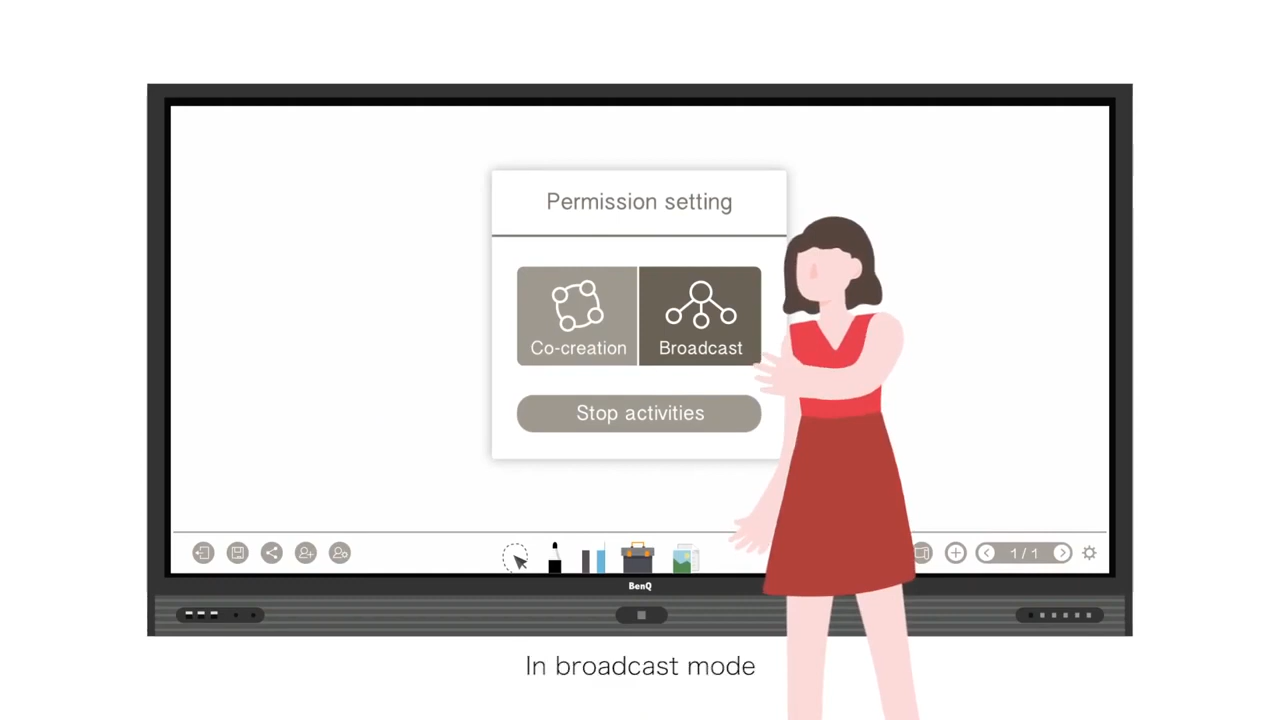 Permission setting
Co-creation
Broadcast
Stop activities
1 / 1
BenQ
In broadcast mode